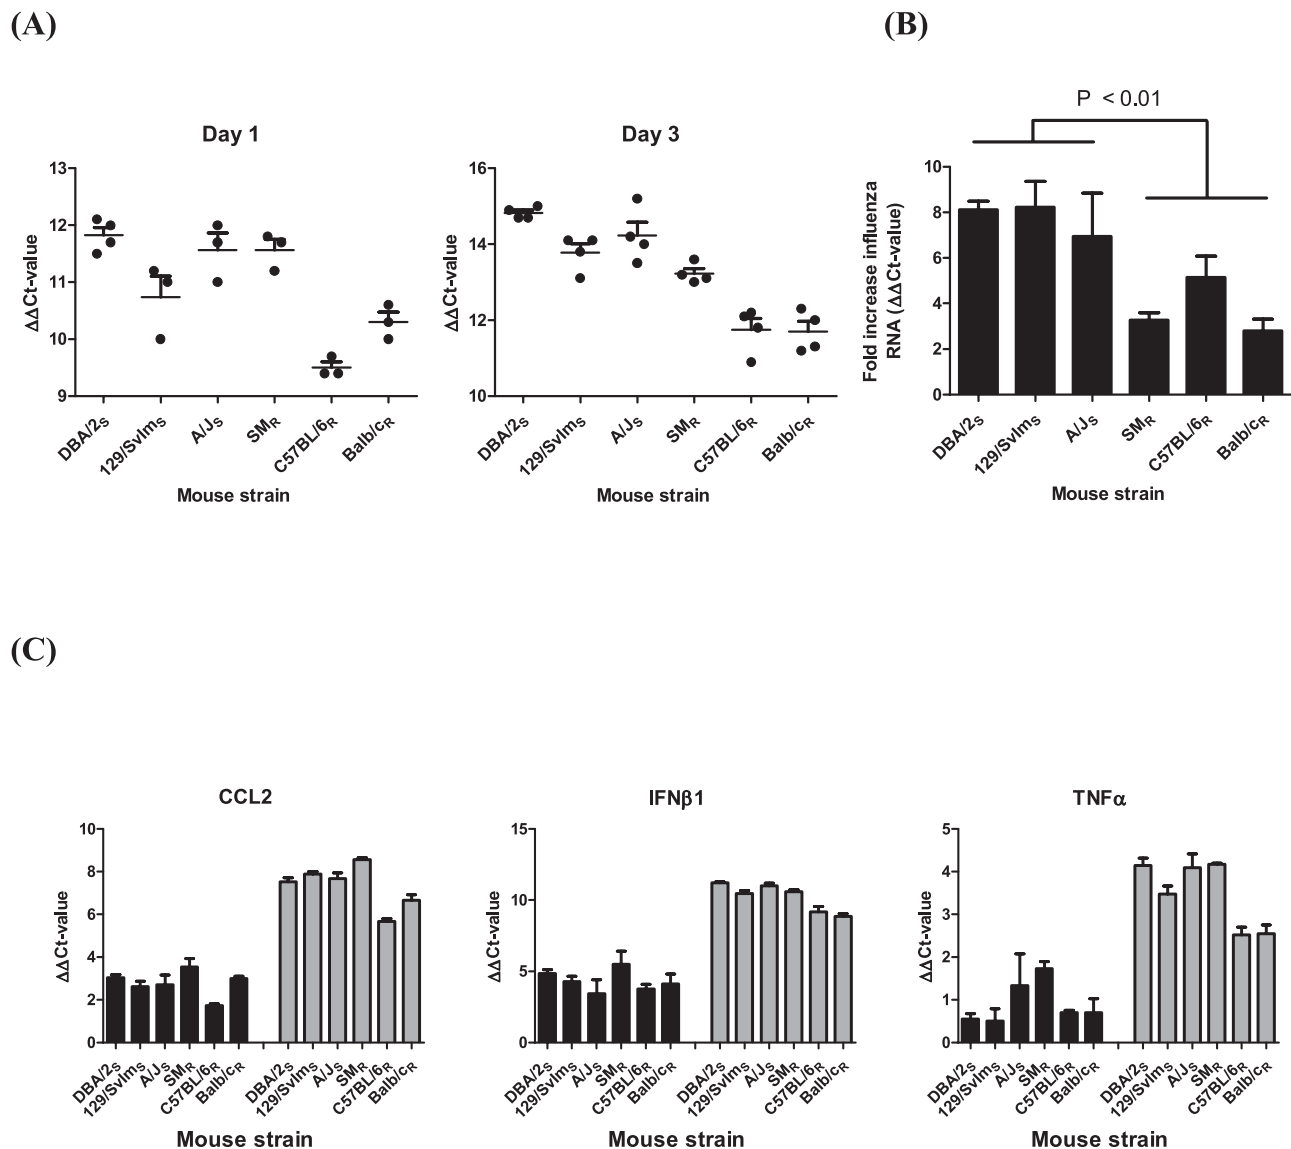 (A)
(B)
P < 0.01
Day 1
Day 3
13
12
11
10
9
ΔΔCt-value
DBA/2S
129/SvImS
A/JS
SMR
C57BL/6R
Balb/cR
Mouse strain
16
14
12
10
ΔΔCt-value
DBA/2S
129/SvImS
A/JS
SMR
C57BL/6R
Balb/cR
Mouse strain
10
8
6
4
2
0
Fold increase influenza
RNA (ΔΔCt-value)
DBA/2S
129/SvImS
A/JS
SMR
C57BL/6R
Balb/cR
Mouse strain
(C)
CCL2
10
8
6
4
2
0
ΔΔCt-value
DBA/2S
129/SvImS
A/JS
SMR
C57BL/6R
Balb/cR
DBA/2S
129/SvImS
A/JS
SMR
C57BL/6R
Balb/cR
Mouse strain
IFNβ1
15
10
5
0
ΔΔCt-value
DBA/2S
129/SvImS
A/JS
SMR
C57BL/6R
Balb/cR
DBA/2S
129/SvImS
A/JS
SMR
C57BL/6R
Balb/cR
Mouse strain
TNFα
5
4
3
2
1
0
ΔΔCt-value
DBA/2S
129/SvImS
A/JS
SMR
C57BL/6R
Balb/cR
DBA/2S
129/SvImS
A/JS
SMR
C57BL/6R
Balb/cR
Mouse strain